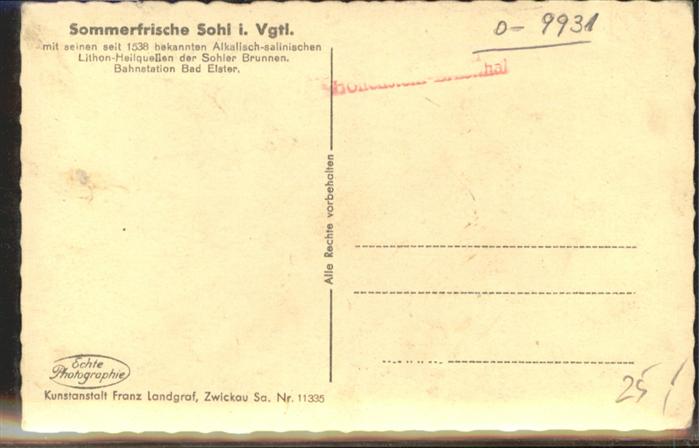 Sommerfrische Sohl i. Vgtl.
mit seinen seit 1538 bekannten Alkalisch-salinischen
Lithon-Heilquellen der Sohler Brunnen.
Bahnstation Bad Elster.
O- 9931
Alle Rechte vorbehalten
Echte
Photographie
Kunstanstalt Franz Landgraf, Zwickau Sa. Nr. 11335
25